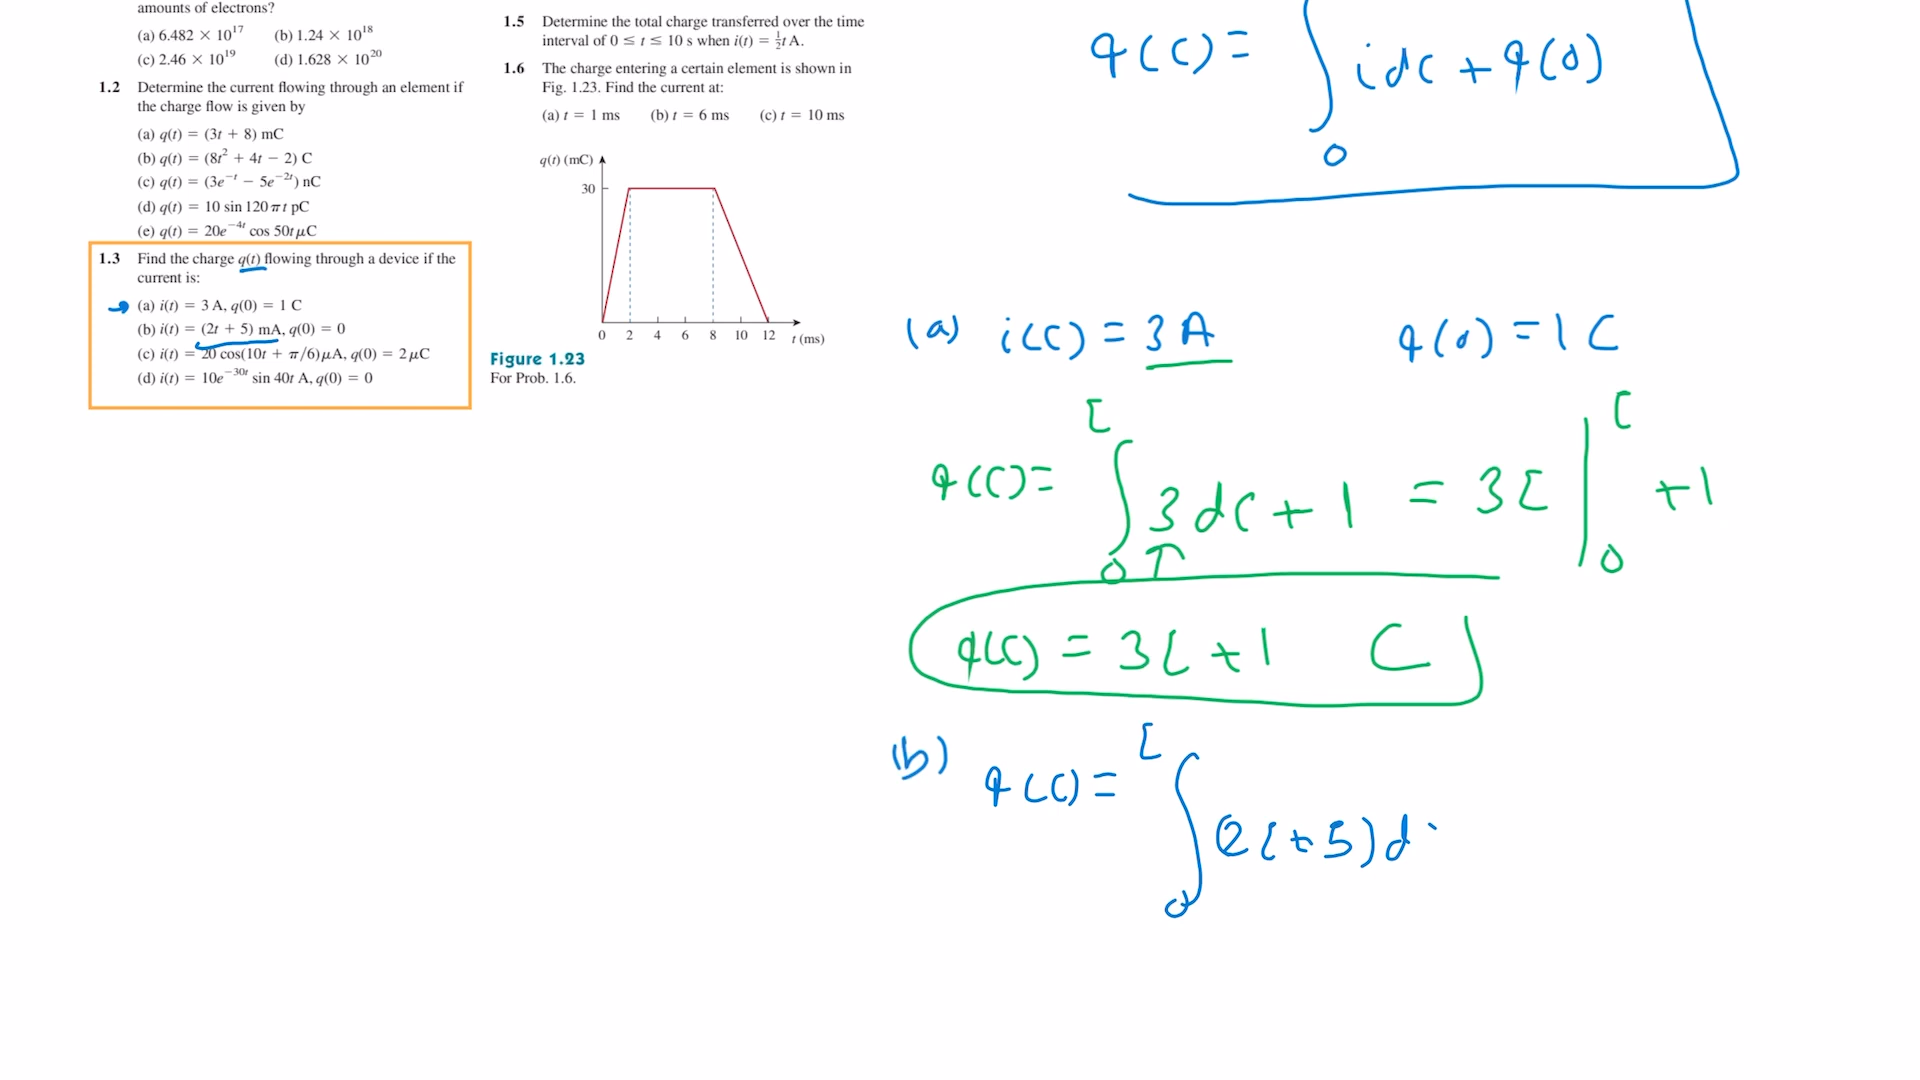 amounts of electrons?
(a) 6.482 × 10¹⁷ (b) 1.24 × 10¹⁸
(c) 2.46 × 10¹⁹ (d) 1.628 × 10²⁰
1.2 Determine the current flowing through an element if
the charge flow is given by
(a) q(t) = (3t + 8) mC
(b) q(t) = (8t² + 4t − 2) C
(c) q(t) = (3e⁻ᵗ − 5e⁻²ᵗ) nC
(d) q(t) = 10 sin 120 π t pC
(e) q(t) = 20e⁻⁴ᵗ cos 50t μC
1.3 Find the charge q(t) flowing through a device if the
current is:
(a) i(t) = 3 A, q(0) = 1 C
(b) i(t) = (2t + 5) mA, q(0) = 0
(c) i(t) = 20 cos(10t + π/6) μA, q(0) = 2 μC
(d) i(t) = 10e⁻³⁰ᵗ sin 40t A, q(0) = 0
1.5 Determine the total charge transferred over the time
interval of 0 ≤ t ≤ 10 s when i(t) = ½t A.
1.6 The charge entering a certain element is shown in
Fig. 1.23. Find the current at:
(a) t = 1 ms (b) t = 6 ms (c) t = 10 ms
q(t) (mC)
30
0 2 4 6 8 10 12 t (ms)
Figure 1.23
For Prob. 1.6.
q(t) = ∫ i dt + q(0)
0
(a) i(t) = 3 A q(0) = 1 C
t t
q(t) = ∫ 3 dt + 1 = 3t | + 1
0 0
q(t) = 3t + 1 C
(b) t
q(t) = ∫ (2t + 5) d
0